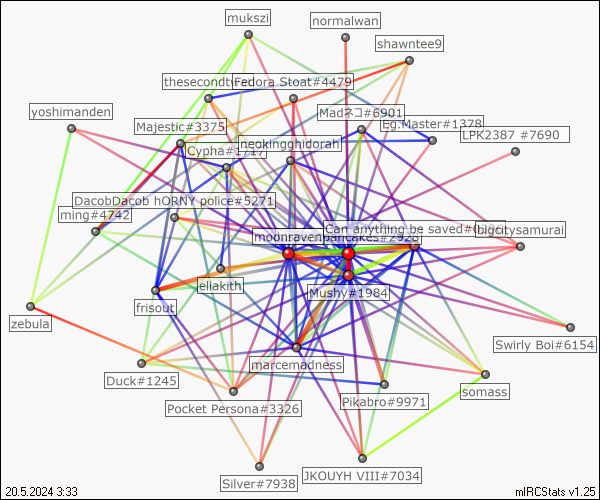 mukszi
normalwan
shawntee9
Fedora Stoat#4479
yoshimanden
Madネコ#6901
Eg.Master#1378
Majestic#3375
LPK2387 #7690
neokingghidorah
Cypha#1717
DacobDacob hORNY police#5271
ming#4742
Can anything be saved#
bigcitysamurai
moonravenpancakes#2928
eliakith
Mushy#1984
frisout
zebula
Swirly Boi#6154
marcemadness
Duck#1245
somass
Pikabro#9971
Pocket Persona#3326
JKOUYH VIII#7034
Silver#7938
20.5.2024 3:33
mIRCStats v1.25